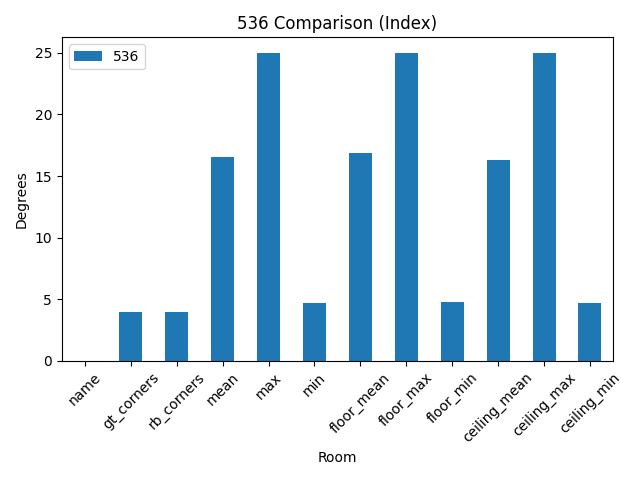 536 Comparison (Index)
536
Degrees
25
20
15
10
5
0
name
gt_corners
rb_corners
mean
max
min
floor_mean
floor_max
floor_min
ceiling_mean
ceiling_max
ceiling_min
Room